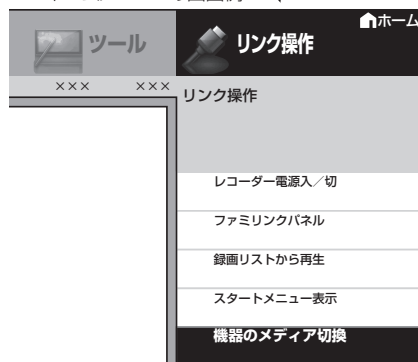 ホーム
ツール
リンク操作
××× ×××
リンク操作
レコーダー電源入／切
ファミリンクパネル
録画リストから再生
スタートメニュー表示
機器のメディア切換